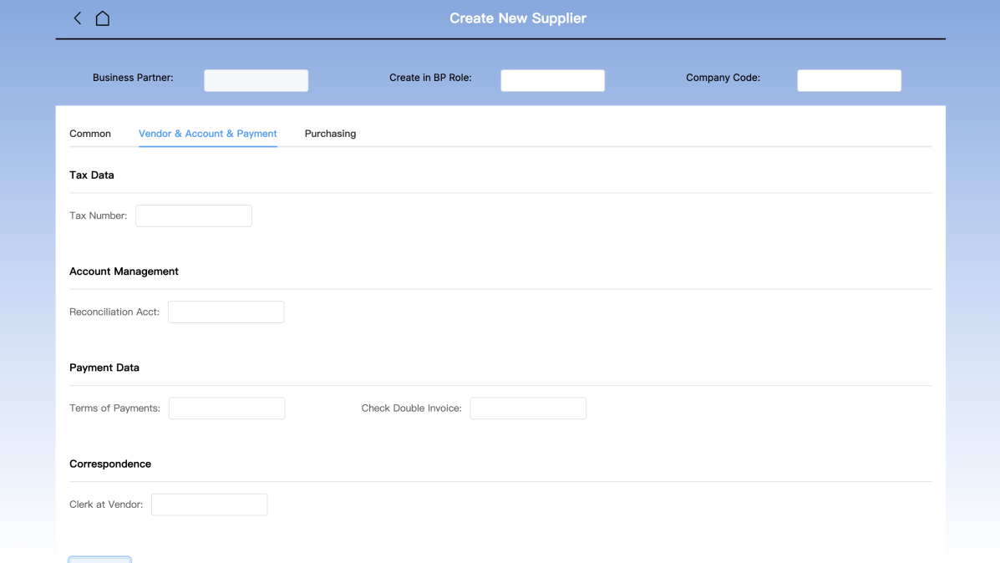 Create New Supplier
Business Partner: Create in BP Role: Company Code:
Common Vendor & Account & Payment Purchasing
Tax Data
Tax Number:
Account Management
Reconciliation Acct:
Payment Data
Terms of Payments: Check Double Invoice:
Correspondence
Clerk at Vendor: